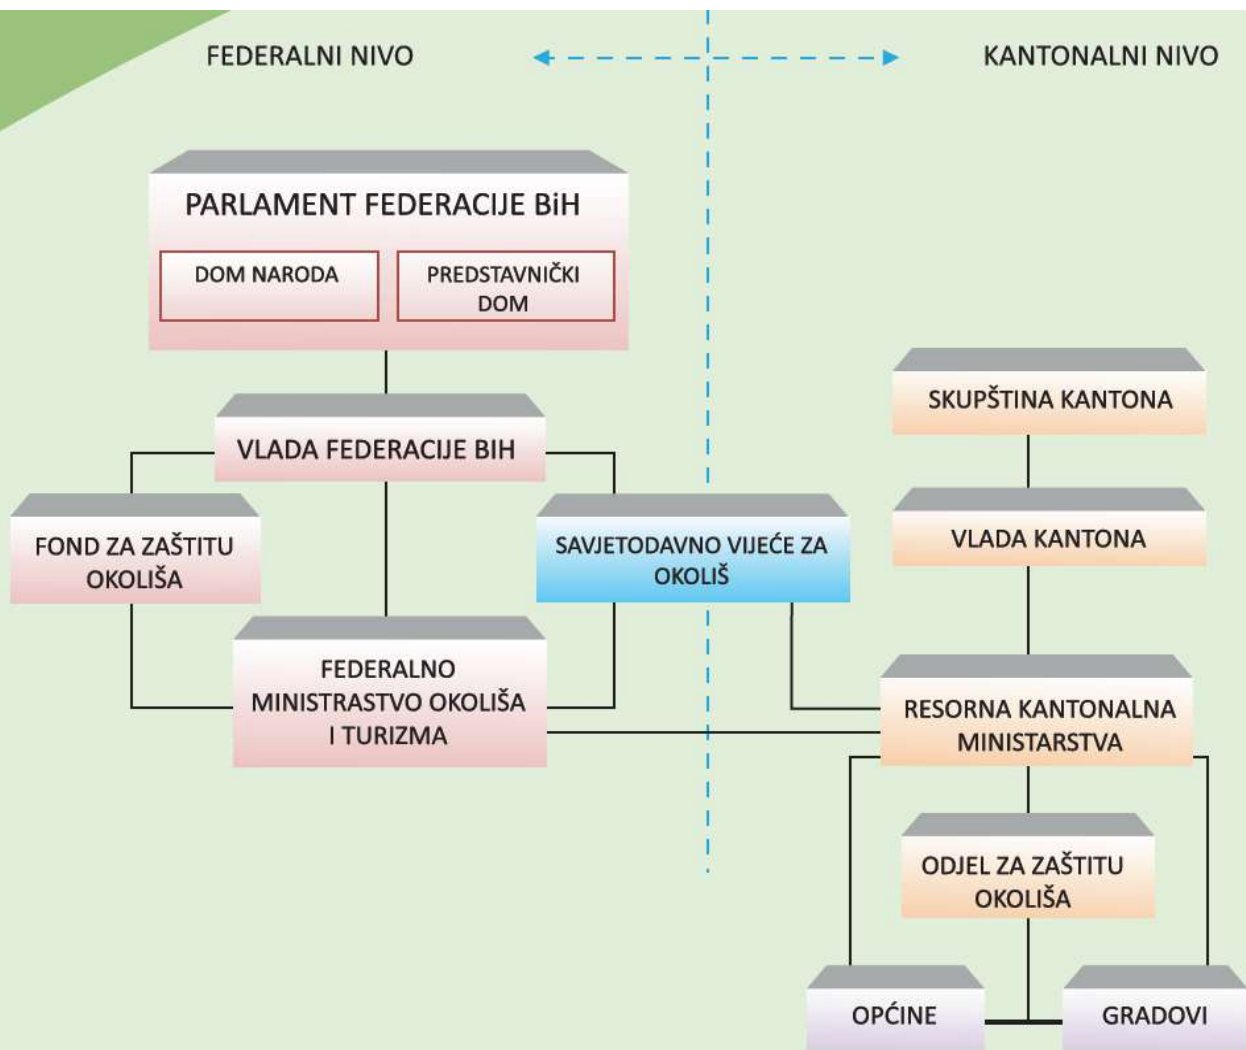 FEDERALNI NIVO
KANTONALNI NIVO
PARLAMENT FEDERACIJE BiH
DOM NARODA
PREDSTAVNIČKI
DOM
SKUPŠTINA KANTONA
VLADA FEDERACIJE BIH
FOND ZA ZAŠTITU
OKOLIŠA
SAVJETODAVNO VIJEĆE ZA
OKOLIŠ
VLADA KANTONA
FEDERALNO
MINISTRASTVO OKOLIŠA
I TURIZMA
RESORNA KANTONALNA
MINISTARSTVA
ODJEL ZA ZAŠTITU
OKOLIŠA
OPĆINE
GRADOVI